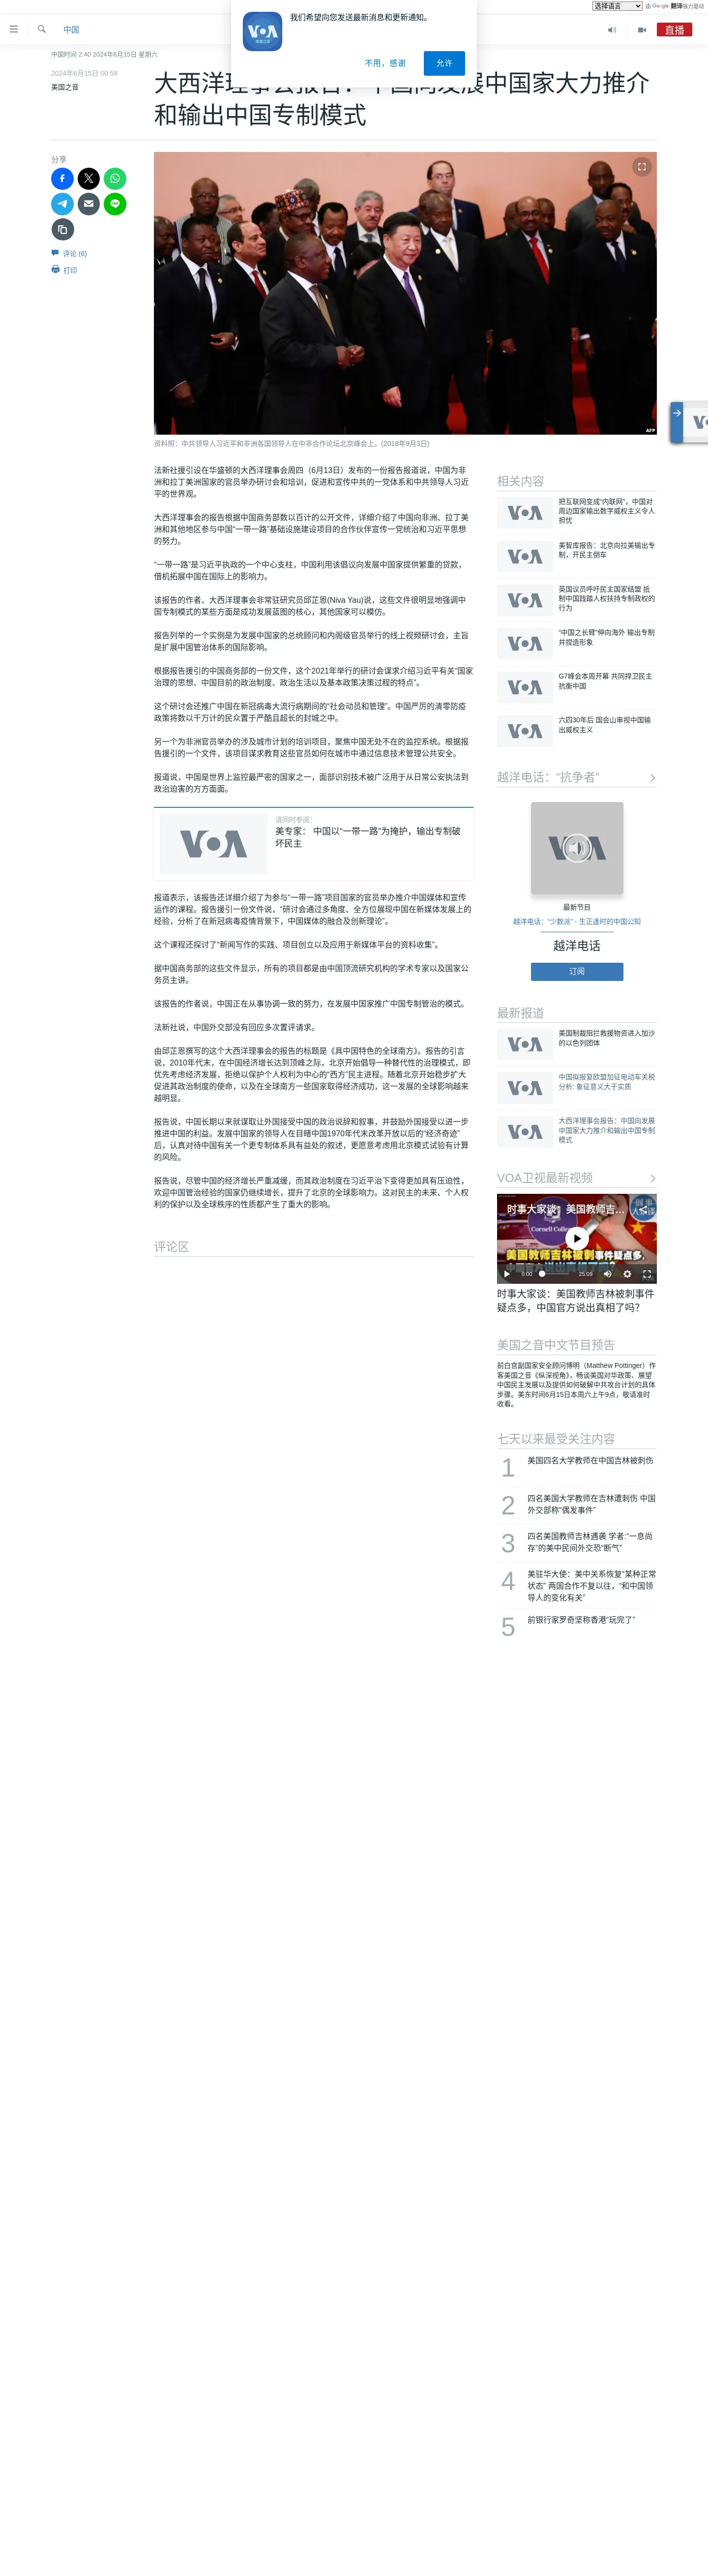 选择语言
由 Google 翻译强力驱动
中国
直播
VOA
美国之音
我们希望向您发送最新消息和更新通知。
不用，感谢
允许
中国时间 2:40 2024年6月15日 星期六
2024年6月15日 00:58
美国之音
大西洋理事会报告：中国向发展中国家大力推介
和输出中国专制模式
分享
评论 (6)
打印
AFP
资料照：中共领导人习近平和非洲各国领导人在中非合作论坛北京峰会上。(2018年9月3日)
法新社援引设在华盛顿的大西洋理事会周四（6月13日）发布的一份报告报道说，中国为非
洲和拉丁美洲国家的官员举办研讨会和培训，促进和宣传中共的一党体系和中共领导人习近
平的世界观。
大西洋理事会的报告根据中国商务部数以百计的公开文件，详细介绍了中国向非洲、拉丁美
洲和其他地区参与中国“一带一路”基础设施建设项目的合作伙伴宣传一党统治和习近平思想
的努力。
“一带一路”是习近平执政的一个中心支柱，中国利用该倡议向发展中国家提供繁重的贷款，
借机拓展中国在国际上的影响力。
该报告的作者、大西洋理事会非常驻研究员邱芷恩(Niva Yau)说，这些文件很明显地强调中
国专制模式的某些方面是成功发展蓝图的核心，其他国家可以模仿。
报告列举的一个实例是为发展中国家的总统顾问和内阁级官员举行的线上视频研讨会，主旨
是扩展中国管治体系的国际影响。
根据报告援引的中国商务部的一份文件，这个2021年举行的研讨会谋求介绍习近平有关“国家
治理的思想、中国目前的政治制度、政治生活以及基本政策决策过程的特点”。
这个研讨会还推广中国在新冠病毒大流行病期间的“社会动员和管理”。中国严厉的清零防疫
政策将数以千万计的民众置于严酷且超长的封城之中。
另一个为非洲官员举办的涉及城市计划的培训项目，聚焦中国无处不在的监控系统。根据报
告援引的一个文件，该项目谋求教育这些官员如何在城市中通过信息技术管理公共安全。
报道说，中国是世界上监控最严密的国家之一，面部识别技术被广泛用于从日常公安执法到
政治迫害的方方面面。
VOA
请同时参阅：
美专家： 中国以“一带一路”为掩护，输出专制破
坏民主
报道表示，该报告还详细介绍了为参与“一带一路”项目国家的官员举办推介中国媒体和宣传
运作的课程。报告援引一份文件说，“研讨会通过多角度、全方位展现中国在新媒体发展上的
经验，分析了在新冠病毒疫情背景下，中国媒体的融合及创新理论”。
这个课程还探讨了“新闻写作的实践、项目创立以及应用于新媒体平台的资料收集”。
据中国商务部的这些文件显示，所有的项目都是由中国顶流研究机构的学术专家以及国家公
务员主讲。
该报告的作者说，中国正在从事协调一致的努力，在发展中国家推广中国专制管治的模式。
法新社说，中国外交部没有回应多次置评请求。
由邱芷恩撰写的这个大西洋理事会的报告的标题是《具中国特色的全球南方》。报告的引言
说，2010年代末，在中国经济增长达到顶峰之际，北京开始倡导一种替代性的治理模式，即
优先考虑经济发展，拒绝以保护个人权利为中心的“西方”民主进程。随着北京开始稳步扩大
促进其政治制度的使命，以及在全球南方一些国家取得经济成功，这一发展的全球影响越来
越明显。
报告说，中国长期以来就谋取让外国接受中国的政治说辞和叙事，并鼓励外国接受以进一步
推进中国的利益。发展中国家的领导人在目睹中国1970年代末改革开放以后的“经济奇迹”
后，认真对待中国有关一个更专制体系具有益处的叙述，更愿意考虑用北京模式试验有计算
的风险。
报告说，尽管中国的经济增长严重减缓，而其政治制度在习近平治下变得更加具有压迫性，
欢迎中国管治经验的国家仍继续增长，提升了北京的全球影响力。这对民主的未来、个人权
利的保护以及全球秩序的性质都产生了重大的影响。
评论区
相关内容
VOA
把互联网变成“内联网”，中国对
周边国家输出数字威权主义令人
担忧
VOA
美智库报告：北京向拉美输出专
制，开民主倒车
VOA
英国议员呼吁民主国家结盟 抵
制中国践踏人权扶持专制政权的
行为
VOA
“中国之长臂”伸向海外 输出专制
并捏造形象
VOA
G7峰会本周开幕 共同捍卫民主
抗衡中国
VOA
六四30年后 国会山审视中国输
出威权主义
越洋电话：“抗争者”
VOA
最新节目
越洋电话：“少数派” - 生正逢时的中国公知
越洋电话
订阅
最新报道
VOA
美国制裁阻拦救援物资进入加沙
的以色列团体
VOA
中国拟报复欧盟加征电动车关税
分析: 象征意义大于实质
VOA
大西洋理事会报告：中国向发展
中国家大力推介和输出中国专制
模式
VOA卫视最新视频
时事大家谈：美国教师吉…
Cornell College
美国教师吉林被刺事件疑点多，
0:00
25:09
时事大家谈：美国教师吉林被刺事件
疑点多，中国官方说出真相了吗？
美国之音中文节目预告
前白宫副国家安全顾问博明（Matthew Pottinger）作
客美国之音《纵深视角》，畅谈美国对华政策、展望
中国民主发展以及提供如何破解中共攻台计划的具体
步骤。美东时间6月15日本周六上午9点，敬请准时
收看。
七天以来最受关注内容
1
美国四名大学教师在中国吉林被刺伤
2
四名美国大学教师在吉林遭刺伤 中国
外交部称“偶发事件”
3
四名美国教师吉林遇袭 学者:“一息尚
存”的美中民间外交恐“断气”
4
美驻华大使：美中关系恢复“某种正常
状态” 两国合作不复以往，“和中国领
导人的变化有关”
5
前银行家罗奇坚称香港“玩完了”